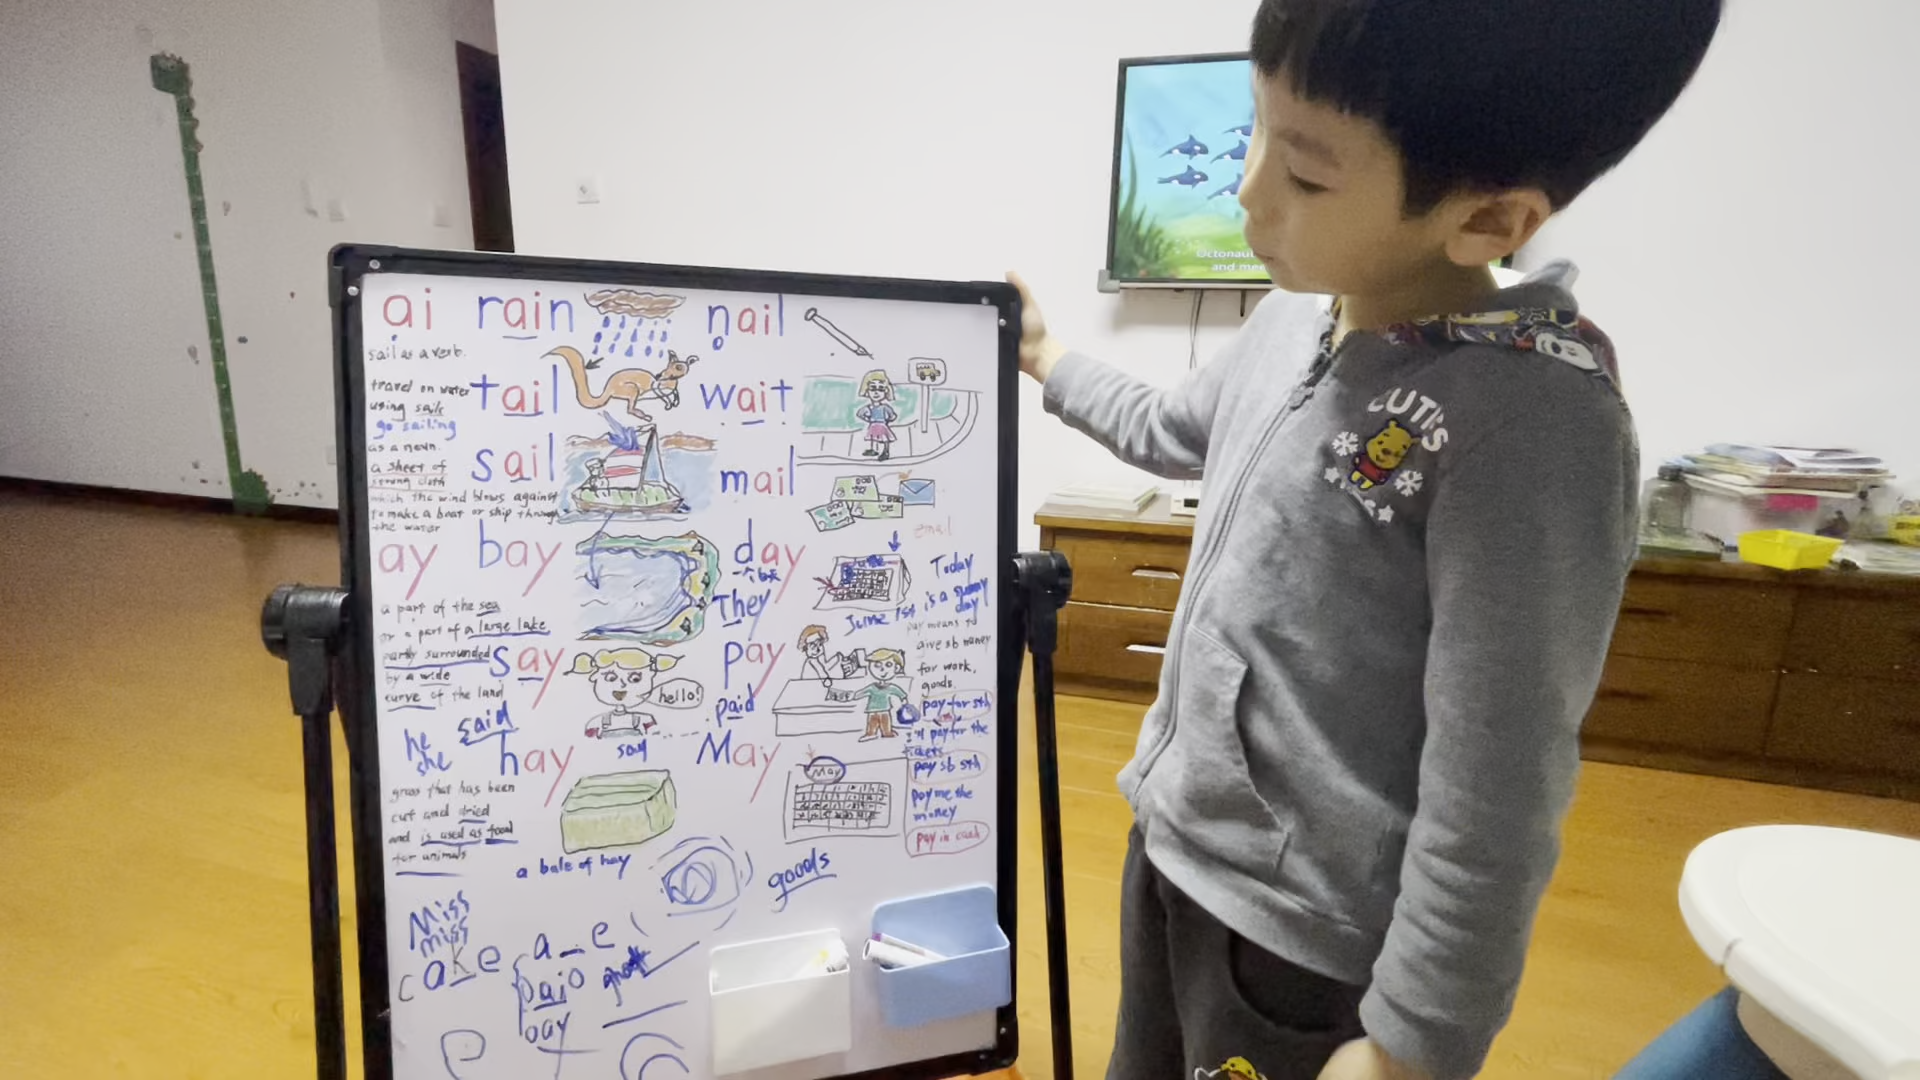 ai rain nail
sail as a verb.
travel on water
using sails
go sailing
tail wait
as a noun.
a sheet of
strong cloth
which the wind blows against
to make a boat or ship through
the water
sail mail
email
ay bay day
一天
They
Today
is a sunny
day
June 1st
a part of the sea
or a part of a large lake
partly surrounded
by a wide
curve of the land
say pay
hello!
said
he
she
say
paid
pay means to
give sb money
for work,
goods.
pay for sth
pay for the
pay sb sth
pay me the
money
pay in cash
hay May
May
grass that has been
cut and dried
and is used as food
for animals
a bale of hay
goods
Miss
miss
cake
a_e
Octonaut
and mee
CUTE